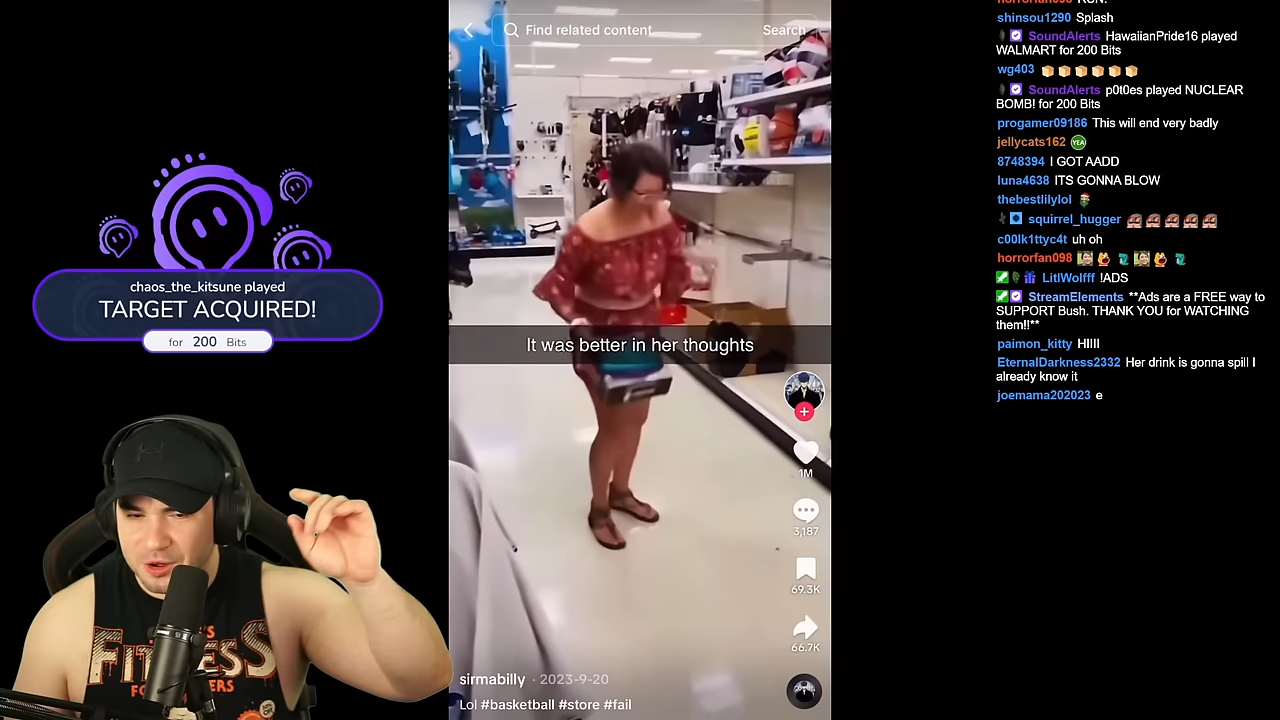 chaos_the_kitsune played
TARGET ACQUIRED!
for 200 Bits
FITNESS
Find related content
Search
It was better in her thoughts
1M
3,187
69.3K
66.7K
sirmabilly · 2023-9-20
Lol #basketball #store #fail
shinsou1290 Splash
SoundAlerts HawaiianPride16 played
WALMART for 200 Bits
wg403
SoundAlerts p0t0es played NUCLEAR
BOMB! for 200 Bits
progamer09186 This will end very badly
jellycats162 YEA
8748394 I GOT AADD
luna4638 ITS GONNA BLOW
thebestlilylol
squirrel_hugger
c00lk1ttyc4t uh oh
horrorfan098
LitlWolfff !ADS
StreamElements **Ads are a FREE way to
SUPPORT Bush. THANK YOU for WATCHING
them!!**
paimon_kitty HIIII
EternalDarkness2332 Her drink is gonna spill I
already know it
joemama202023 e